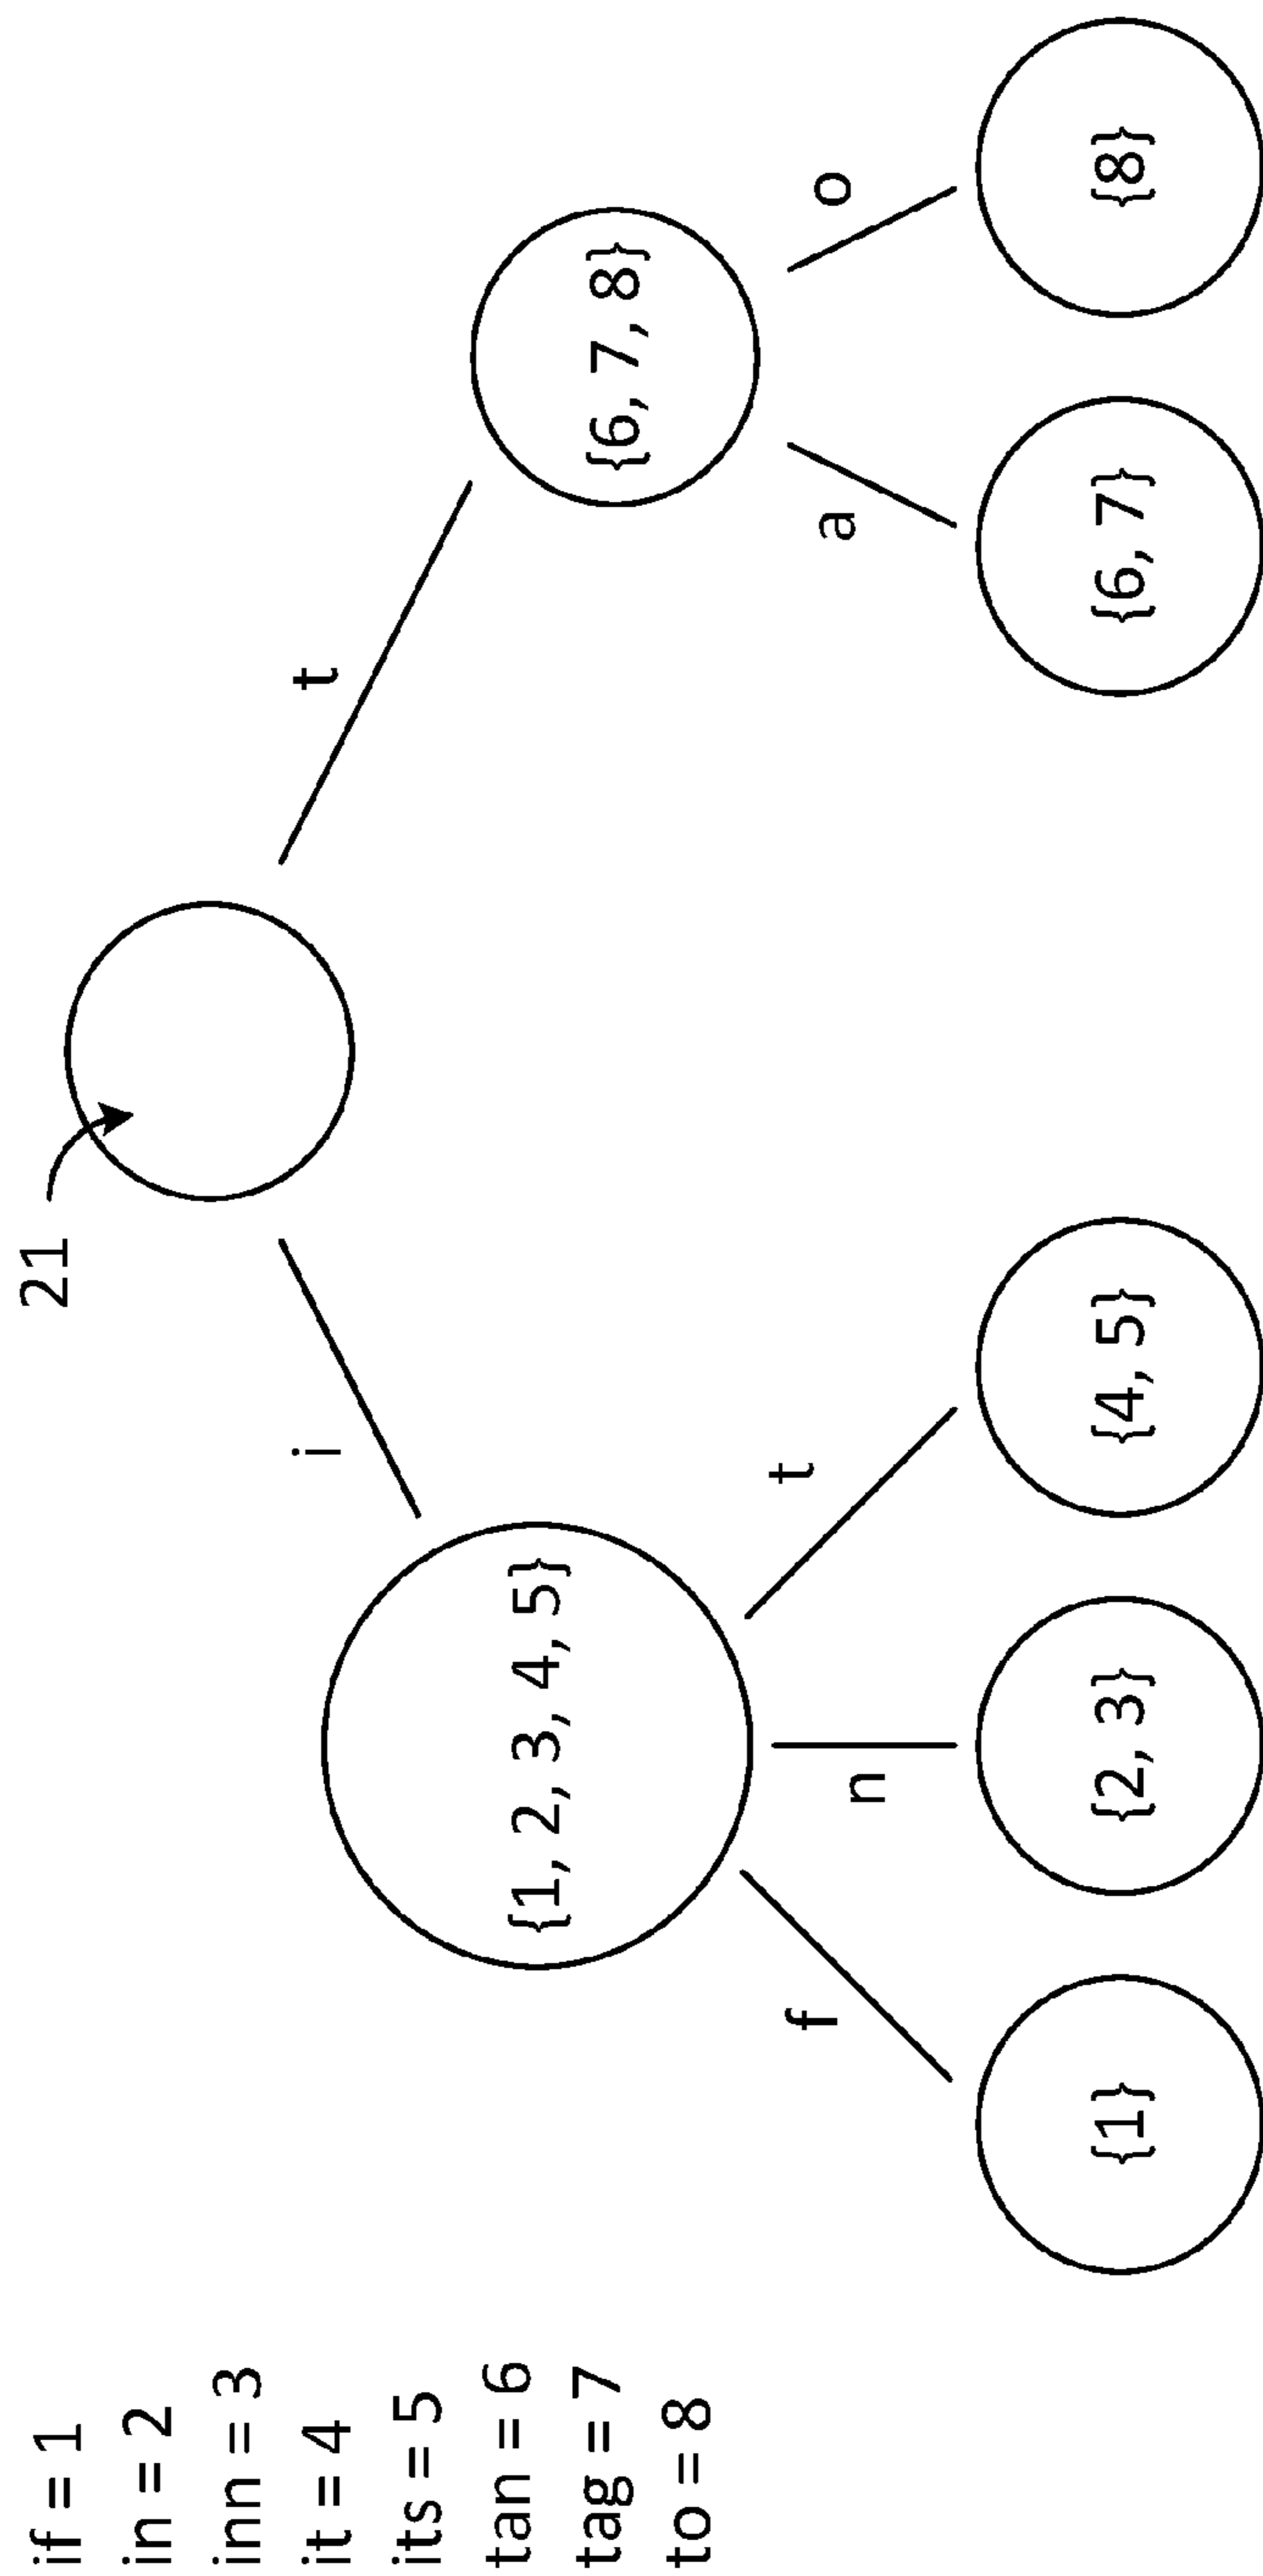 if = 1
in = 2
inn = 3
it = 4
its = 5
tan = 6
tag = 7
to = 8
21
i
t
{1, 2, 3, 4, 5}
{6, 7, 8}
f
n
t
a
o
{1}
{2, 3}
{4, 5}
{6, 7}
{8}